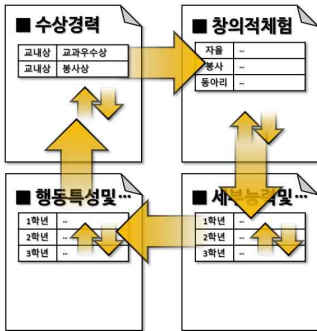 ■ 수상경력
교내상 교과우수상
교내상 봉사상
■ 창의적체험
자율 ..
봉사 ..
동아리 ..
■ 행동특성및…
1학년 ..
2학년 ..
3학년 ..
■ 세부능력및…
1학년 ..
2학년 ..
3학년 ..